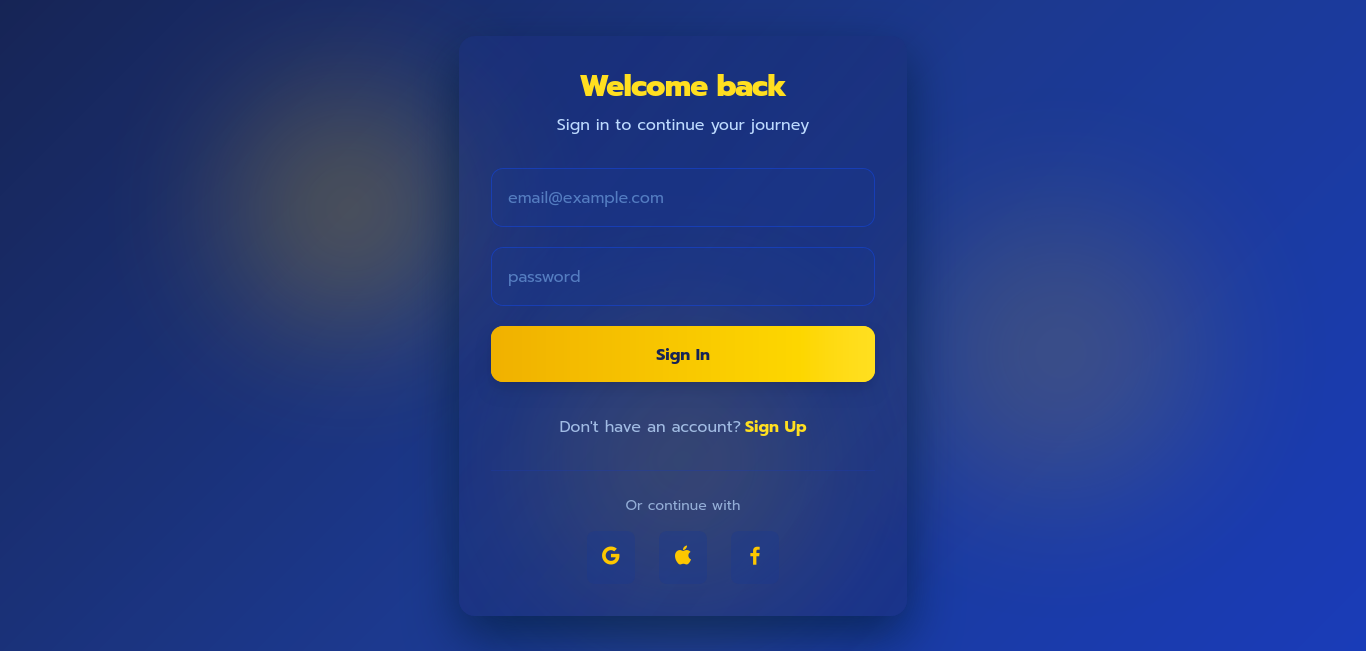 Welcome back
Sign in to continue your journey
email@example.com
password
Sign In
Don't have an account? Sign Up
Or continue with